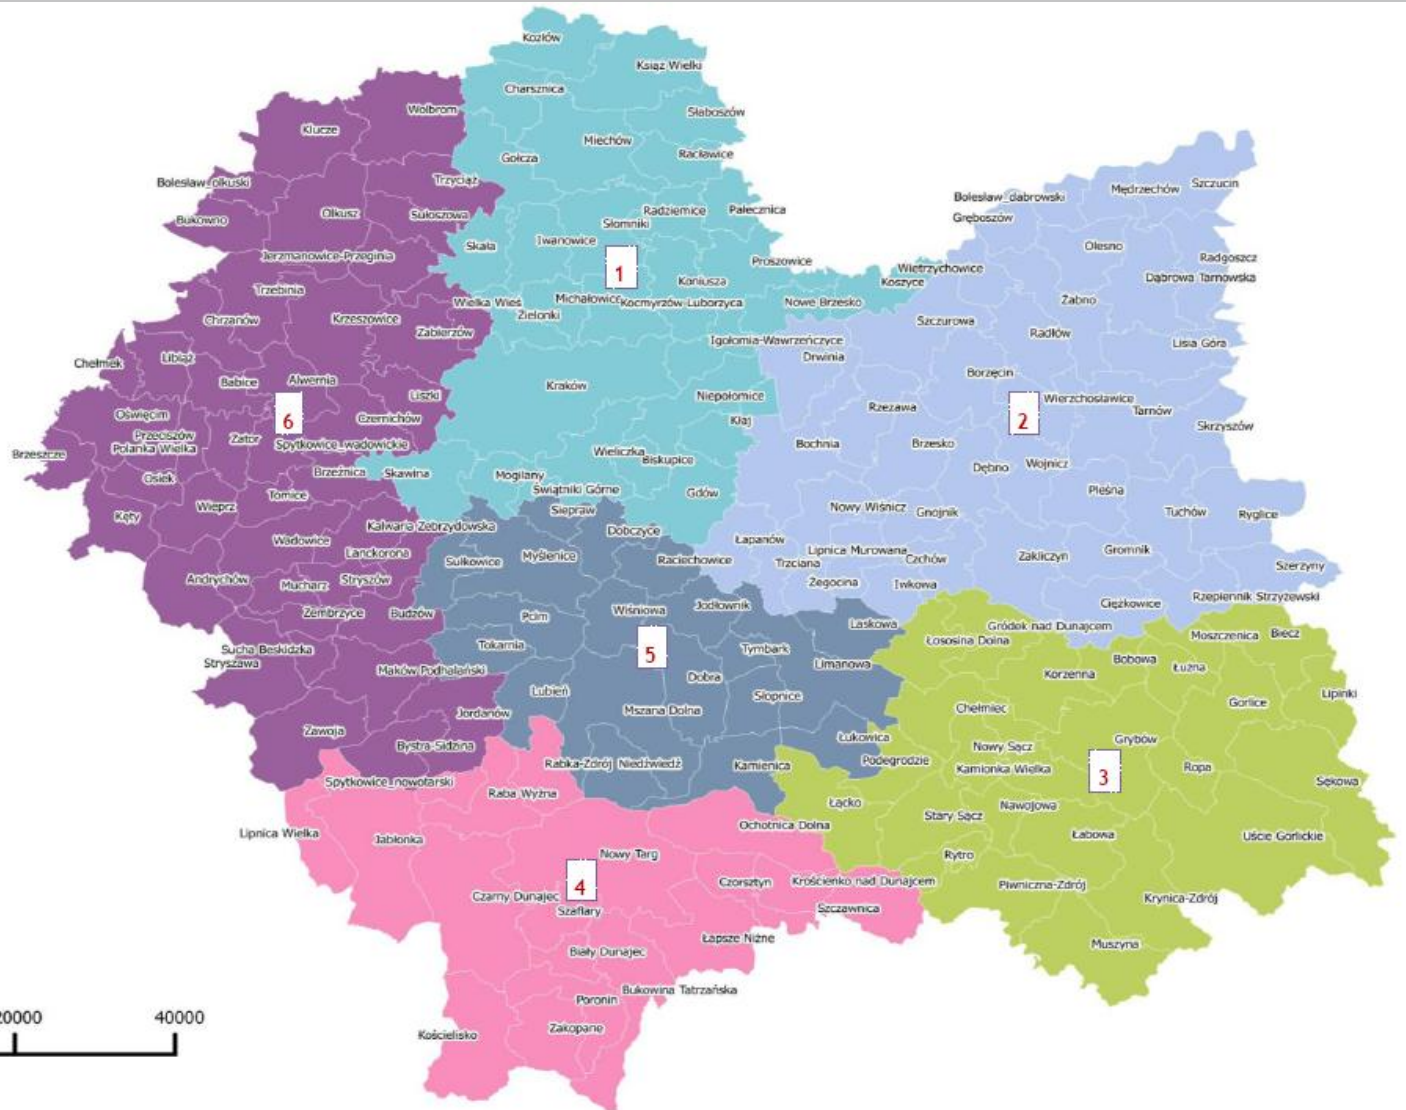 Kozłów
Książ Wielki
Charsznica
Wolbrom
Słaboszów
Klucze
Miechów
Racławice
Gołcza
Bolesław_olkuski
Trzyciąż
Mędrzechów
Szczucin
Bolesław_dąbrowski
Bukowno
Olkusz
Sułoszowa
Radziemice
Pałecznica
Gręboszów
Słomniki
Skała
Iwanowice
Olesno
Jerzmanowice-Przeginia
1
Proszowice
Wietrzychowice
Radgoszcz
Koniusza
Koszyce
Dąbrowa Tarnowska
Trzebinia
Wielka Wieś
Michałowice
Kocmyrzów-Luborzyca
Nowe Brzesko
Żabno
Zielonki
Chrzanów
Krzeszowice
Zabierzów
Szczurowa
Radłów
Igołomia-Wawrzeńczyce
Lisia Góra
Chełmek
Libiąż
Drwinia
Babice
Alwernia
Kraków
Borzęcin
Liszki
Niepołomice
Wierzchosławice
Oświęcim
6
Czernichów
Kłaj
Rzezawa
2
Tarnów
Skrzyszów
Przeciszów
Zator
Spytkowice_wadowickie
Polanka Wielka
Bochnia
Brzesko
Brzeszcze
Wieliczka
Biskupice
Brzeźnica
Skawina
Mogilany
Dębno
Wojnicz
Osiek
Świątniki Górne
Gdów
Pleśna
Tomice
Wieprz
Siepraw
Nowy Wiśnicz
Gnojnik
Tuchów
Ryglice
Kęty
Kalwaria Zebrzydowska
Dobczyce
Wadowice
Łapanów
Lanckorona
Myślenice
Raciechowice
Lipnica Murowana
Czchów
Zakliczyn
Gromnik
Sułkowice
Trzciana
Szerzyny
Andrychów
Mucharz
Stryszów
Żegocina
Iwkowa
Rzepiennik Strzyżewski
Zembrzyce
Budzów
Pcim
Wiśniowa
Jodłownik
Ciężkowice
Laskowa
Gródek nad Dunajcem
Moszczenica
Biecz
Tokarnia
5
Tymbark
Łososina Dolna
Sucha Beskidzka
Stryszawa
Maków Podhalański
Limanowa
Bobowa
Łużna
Dobra
Korzenna
Lubień
Słopnice
Lipinki
Gorlice
Jordanów
Mszana Dolna
Chełmiec
Zawoja
Bystra-Sidzina
Łukowica
Nowy Sącz
Grybów
Rabka-Zdrój
Niedźwiedź
Kamienica
Podegrodzie
Kamionka Wielka
3
Ropa
Spytkowice_nowotarski
Sękowa
Raba Wyżna
Łącko
Nawojowa
Stary Sącz
Lipnica Wielka
Jabłonka
Ochotnica Dolna
Łabowa
Uście Gorlickie
Nowy Targ
Rytro
4
Czorsztyn
Krościenko nad Dunajcem
Piwniczna-Zdrój
Czarny Dunajec
Krynica-Zdrój
Szaflary
Szczawnica
Łapsze Niżne
Muszyna
Biały Dunajec
Bukowina Tatrzańska
Poronin
20000
40000
Zakopane
Kościelisko